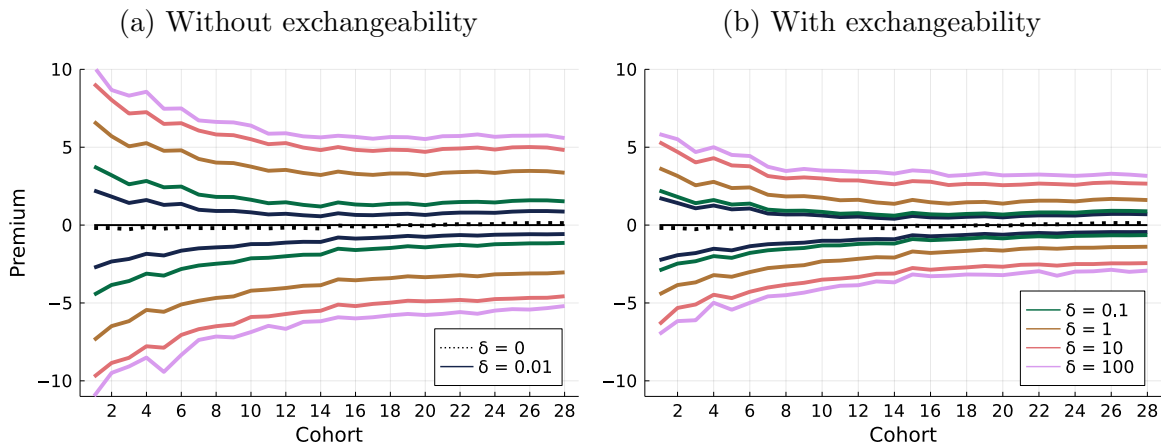 (a) Without exchangeability
(b) With exchangeability
Premium
10
5
0
−5
−10
δ = 0
δ = 0.01
2 4 6 8 10 12 14 16 18 20 22 24 26 28
Cohort
10
5
0
−5
−10
δ = 0.1
δ = 1
δ = 10
δ = 100
2 4 6 8 10 12 14 16 18 20 22 24 26 28
Cohort